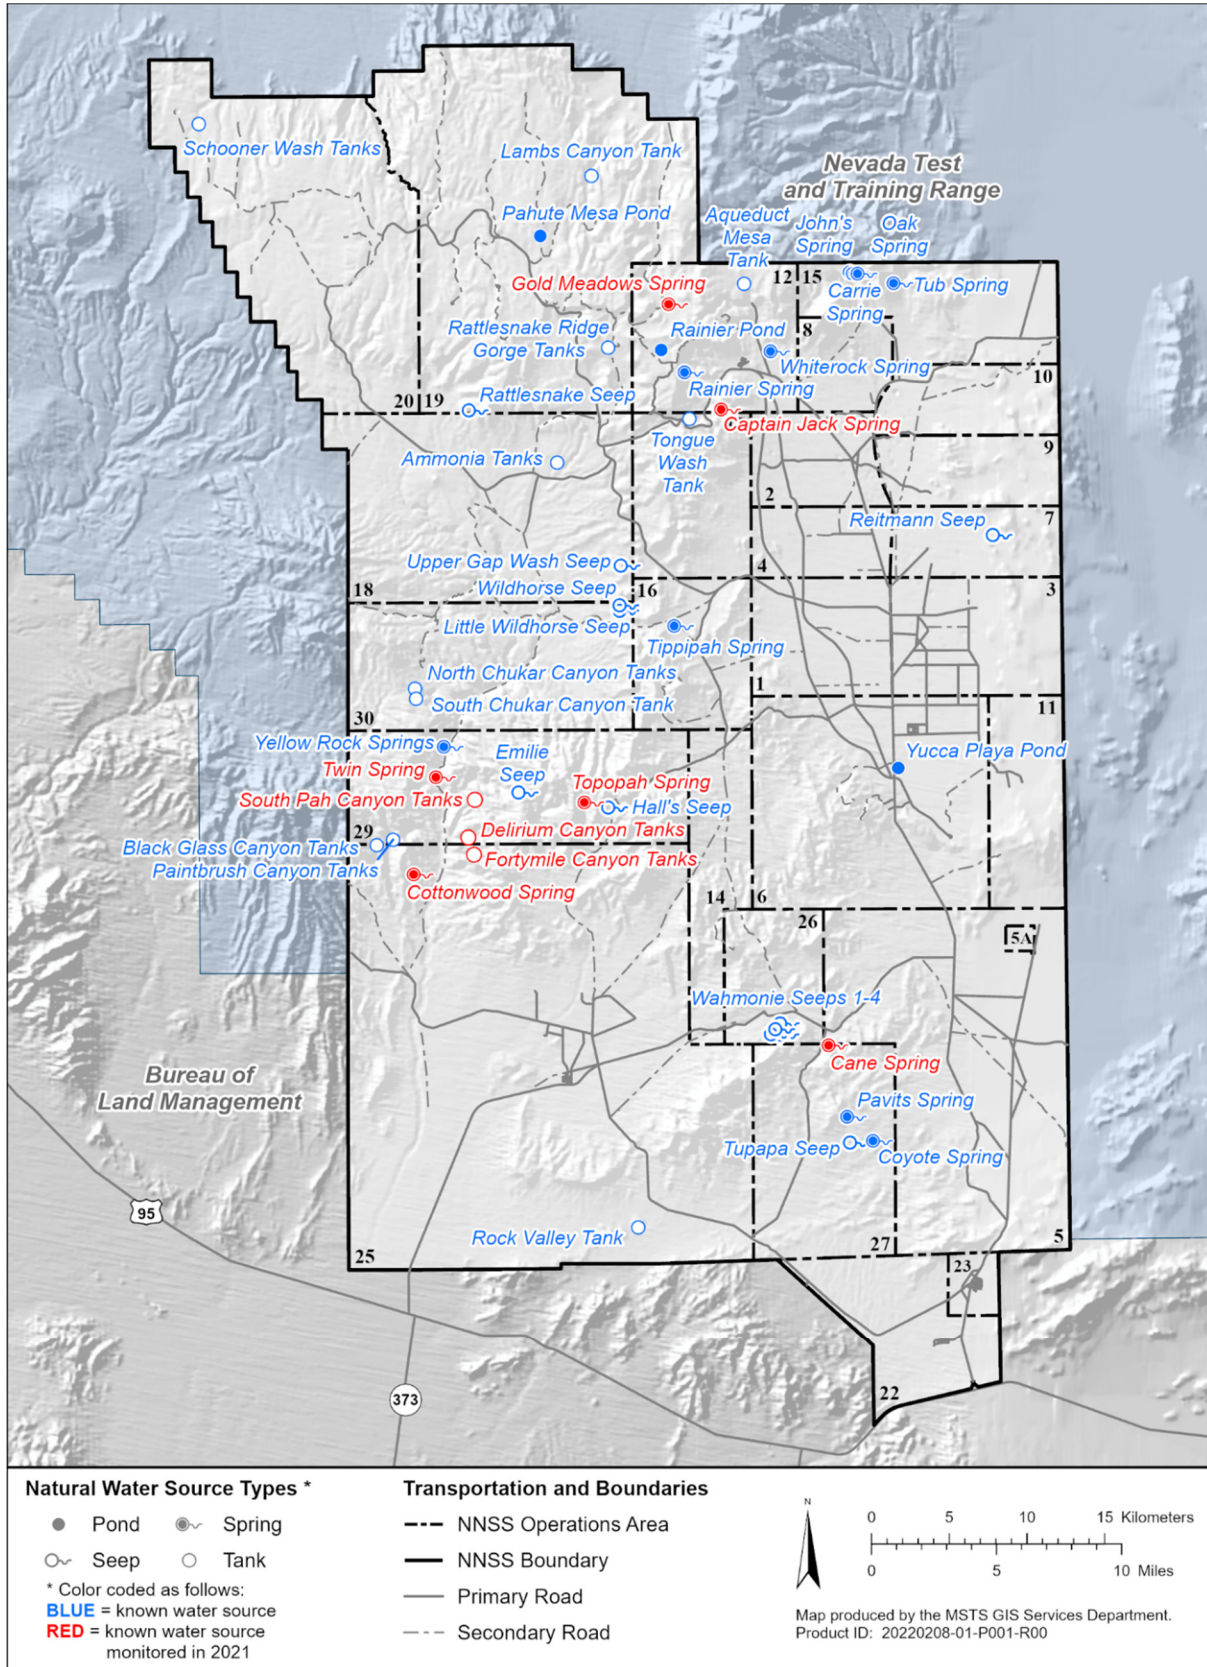 Schooner Wash Tanks
Lambs Canyon Tank
Nevada Test
and Training Range
Pahute Mesa Pond
Aqueduct
Mesa
Tank
John's
Spring
Oak
Spring
Gold Meadows Spring
12
15
Carrie
Spring
Tub Spring
Rattlesnake Ridge
Gorge Tanks
Rainier Pond
8
Whiterock Spring
Rainier Spring
10
Rattlesnake Seep
20
19
Captain Jack Spring
Tongue
Wash
Tank
9
Ammonia Tanks
2
Reitmann Seep
7
Upper Gap Wash Seep
4
Wildhorse Seep
18
16
3
Little Wildhorse Seep
Tippipah Spring
North Chukar Canyon Tanks
South Chukar Canyon Tank
1
11
30
Yellow Rock Springs
Emilie
Seep
Yucca Playa Pond
Twin Spring
Topopah Spring
South Pah Canyon Tanks
Hall's Seep
Delirium Canyon Tanks
29
Black Glass Canyon Tanks
Fortymile Canyon Tanks
Paintbrush Canyon Tanks
Cottonwood Spring
14
6
26
5A
Wahmonie Seeps 1-4
Cane Spring
Bureau of
Land Management
Pavits Spring
Tupapa Seep
Coyote Spring
95
Rock Valley Tank
25
27
5
23
373
22
Natural Water Source Types *
Pond
Spring
Seep
Tank
* Color coded as follows:
BLUE = known water source
RED = known water source
monitored in 2021
Transportation and Boundaries
NNSS Operations Area
NNSS Boundary
Primary Road
Secondary Road
N
0 5 10 15 Kilometers
0 5 10 Miles
Map produced by the MSTS GIS Services Department.
Product ID: 20220208-01-P001-R00